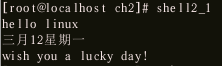 [root@localhost ch2]# shell2_1
hello linux
三月12星期一
wish you a lucky day!